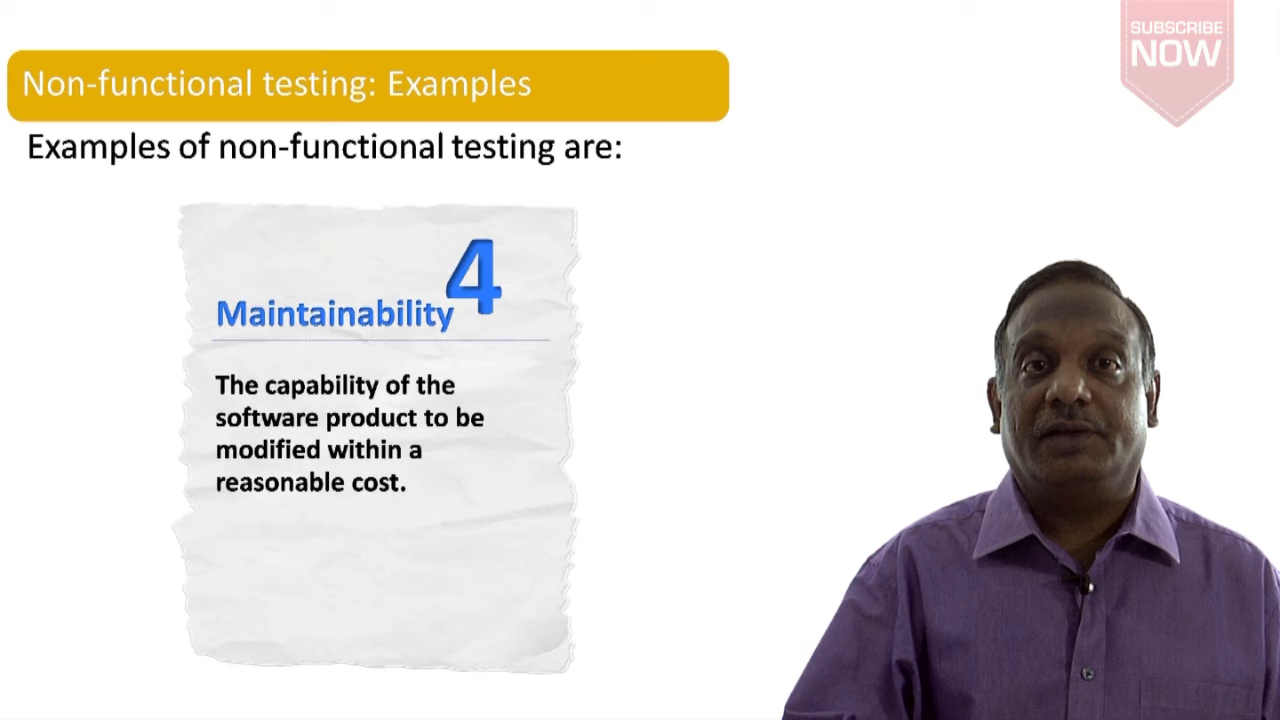 SUBSCRIBE
NOW
Non-functional testing: Examples
Examples of non-functional testing are:
4
Maintainability
The capability of the
software product to be
modified within a
reasonable cost.